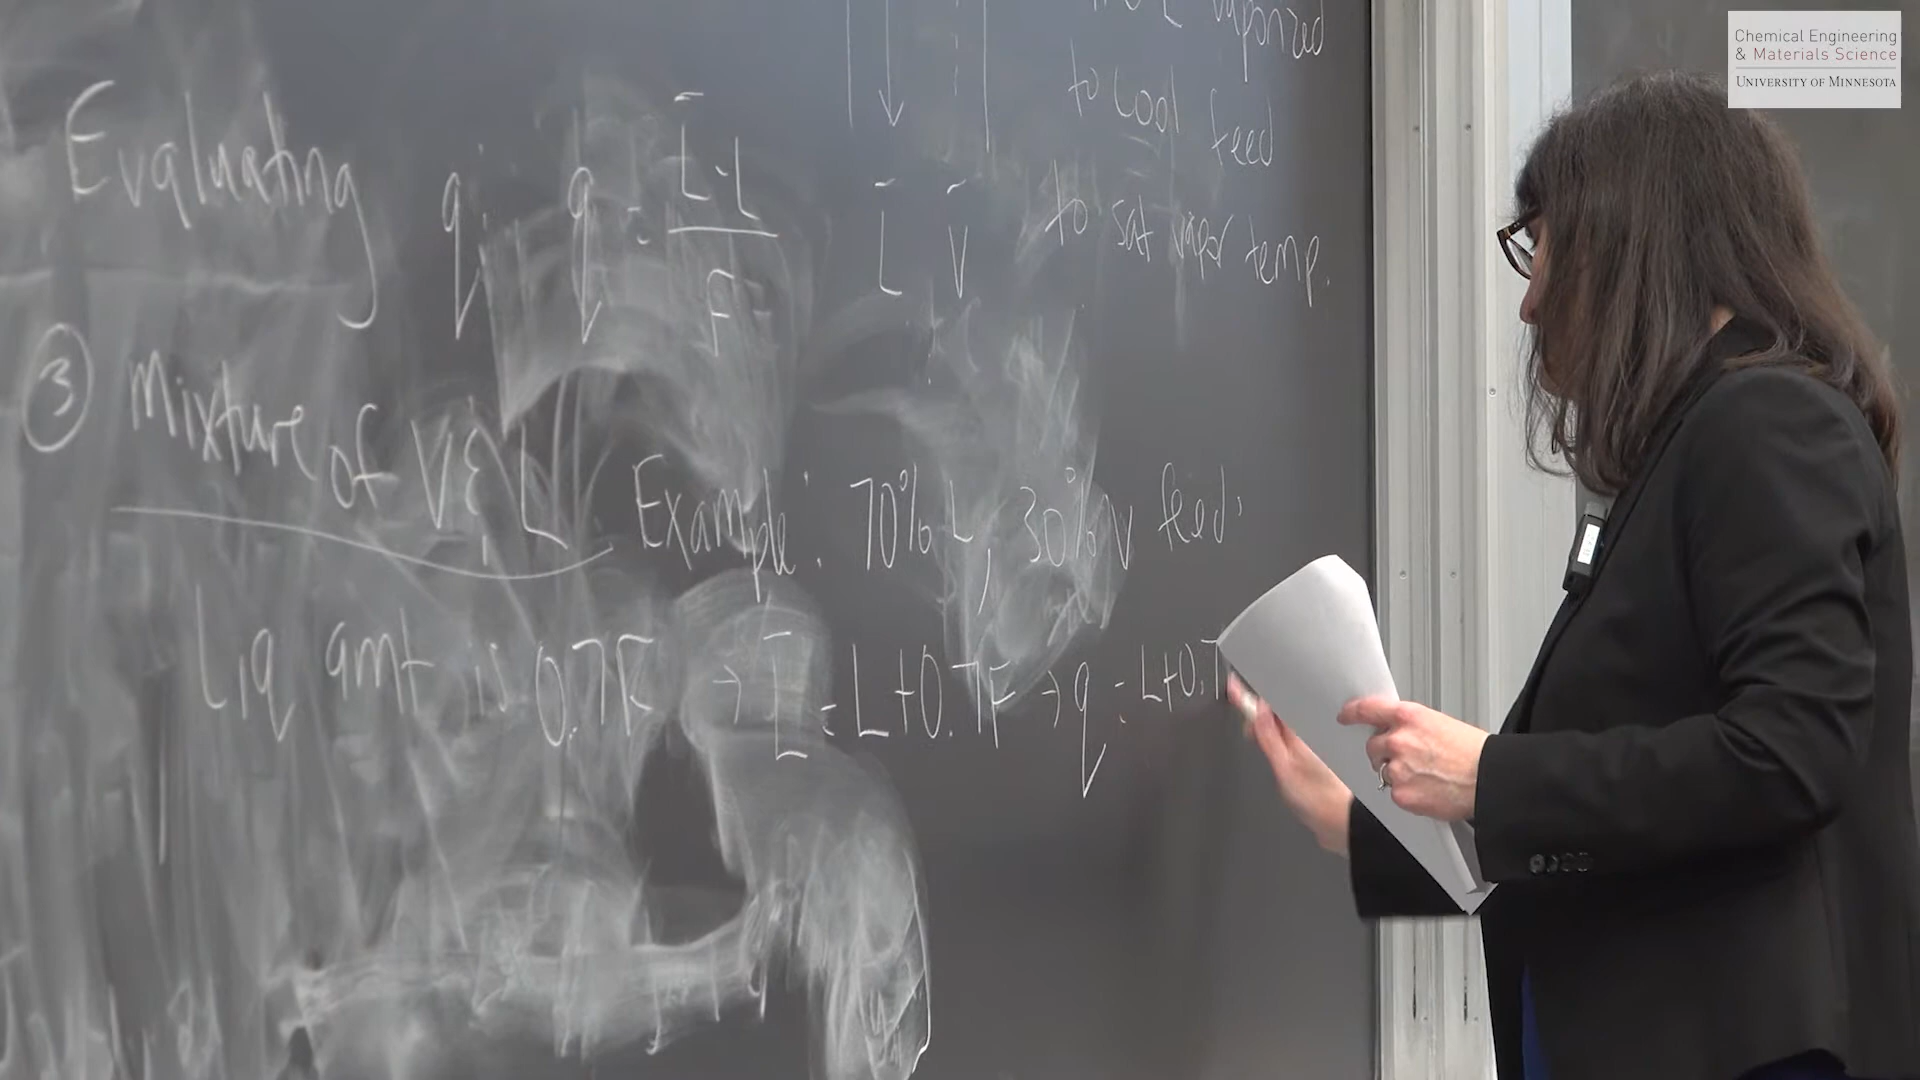 Chemical Engineering
& Materials Science
UNIVERSITY OF MINNESOTA
vaporized
to cool feed
to sat vapor temp.
L̄ V̄
Evaluating q: q = (L̄ - L)/F
③ Mixture of V & L
Example: 70% L, 30% V feed:
Liq amt is 0.7F → L̄ = L + 0.7F → q = L+0.7